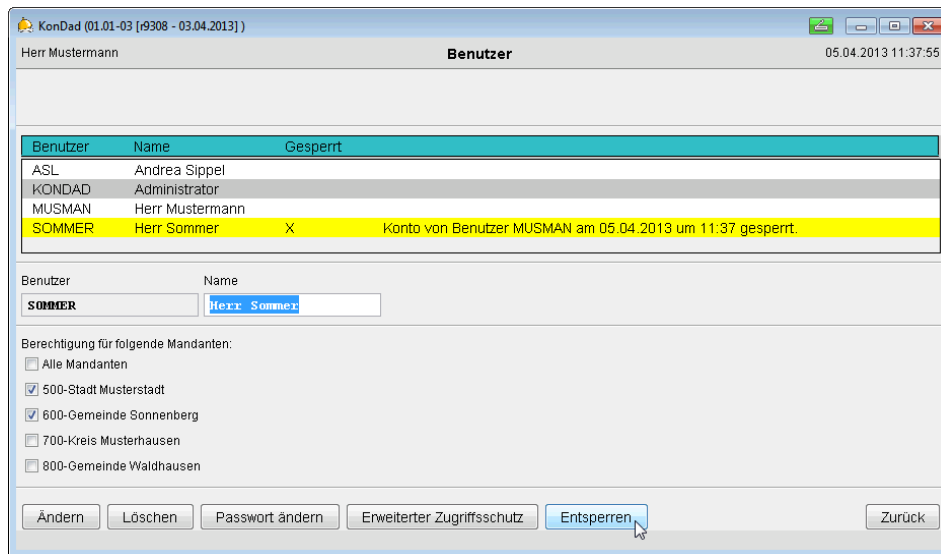 KonDad (01.01-03 [r9308 - 03.04.2013] )
Herr Mustermann Benutzer 05.04.2013 11:37:55
Benutzer Name Gesperrt
ASL Andrea Sippel
KONDAD Administrator
MUSMAN Herr Mustermann
SOMMER Herr Sommer X Konto von Benutzer MUSMAN am 05.04.2013 um 11:37 gesperrt.
Benutzer Name
SOMMER Herr Sommer
Berechtigung für folgende Mandanten:
Alle Mandanten
500-Stadt Musterstadt
600-Gemeinde Sonnenberg
700-Kreis Musterhausen
800-Gemeinde Waldhausen
Ändern Löschen Passwort ändern Erweiterter Zugriffsschutz Entsperren Zurück